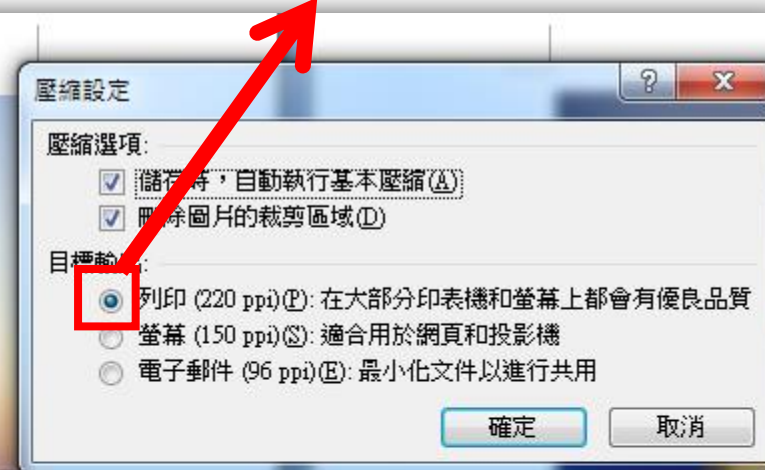 壓縮設定
壓縮選項:
儲存時，自動執行基本壓縮(A)
刪除圖片的裁剪區域(D)
目標輸出:
列印 (220 ppi)(P): 在大部分印表機和螢幕上都會有優良品質
螢幕 (150 ppi)(S): 適合用於網頁和投影機
電子郵件 (96 ppi)(E): 最小化文件以進行共用
確定 取消